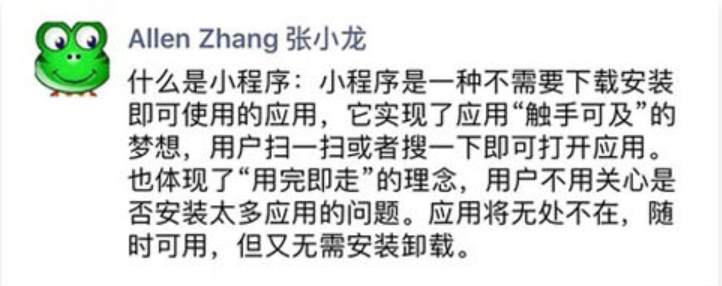 Allen Zhang 张小龙
什么是小程序：小程序是一种不需要下载安装
即可使用的应用，它实现了应用“触手可及”的
梦想，用户扫一扫或者搜一下即可打开应用。
也体现了“用完即走”的理念，用户不用关心是
否安装太多应用的问题。应用将无处不在，随
时可用，但又无需安装卸载。